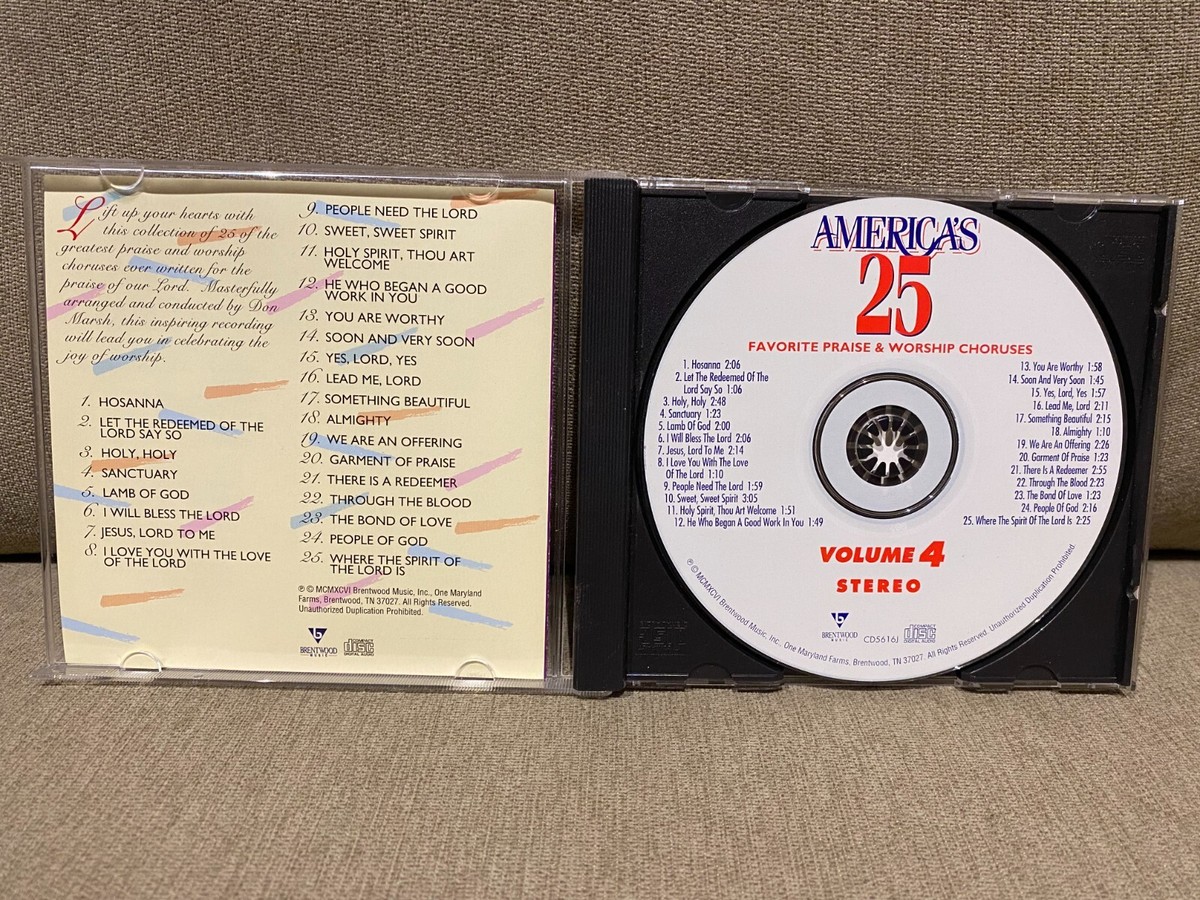 Lift up your hearts with
this collection of 25 of the
greatest praise and worship
choruses ever written for the
praise of our Lord. Masterfully
arranged and conducted by Don
Marsh, this inspiring recording
will lead you in celebrating the
joy of worship.
1. HOSANNA
2. LET THE REDEEMED OF THE
LORD SAY SO
3. HOLY, HOLY
4. SANCTUARY
5. LAMB OF GOD
6. I WILL BLESS THE LORD
7. JESUS, LORD TO ME
8. I LOVE YOU WITH THE LOVE
OF THE LORD
9. PEOPLE NEED THE LORD
10. SWEET, SWEET SPIRIT
11. HOLY SPIRIT, THOU ART
WELCOME
12. HE WHO BEGAN A GOOD
WORK IN YOU
13. YOU ARE WORTHY
14. SOON AND VERY SOON
15. YES, LORD, YES
16. LEAD ME, LORD
17. SOMETHING BEAUTIFUL
18. ALMIGHTY
19. WE ARE AN OFFERING
20. GARMENT OF PRAISE
21. THERE IS A REDEEMER
22. THROUGH THE BLOOD
23. THE BOND OF LOVE
24. PEOPLE OF GOD
25. WHERE THE SPIRIT OF
THE LORD IS
℗ © MCMXCVI Brentwood Music, Inc., One Maryland
Farms, Brentwood, TN 37027. All Rights Reserved.
Unauthorized Duplication Prohibited.
BRENTWOOD
MUSIC
COMPACT
disc
DIGITAL AUDIO
AMERICA'S
25
FAVORITE PRAISE & WORSHIP CHORUSES
1. Hosanna 2:06
2. Let The Redeemed Of The
Lord Say So 1:06
3. Holy, Holy 2:48
4. Sanctuary 1:23
5. Lamb Of God 2:00
6. I Will Bless The Lord 2:06
7. Jesus, Lord To Me 2:14
8. I Love You With The Love
Of The Lord 1:10
9. People Need The Lord 1:59
10. Sweet, Sweet Spirit 3:05
11. Holy Spirit, Thou Art Welcome 1:51
12. He Who Began A Good Work In You 1:49
13. You Are Worthy 1:58
14. Soon And Very Soon 1:45
15. Yes, Lord, Yes 1:57
16. Lead Me, Lord 2:11
17. Something Beautiful 2:15
18. Almighty 1:10
19. We Are An Offering 2:26
20. Garment Of Praise 1:23
21. There Is A Redeemer 2:55
22. Through The Blood 2:23
23. The Bond Of Love 1:23
24. People Of God 2:16
25. Where The Spirit Of The Lord Is 2:25
VOLUME 4
STEREO
BRENTWOOD
MUSIC
CD5616J
COMPACT
disc
DIGITAL AUDIO
℗ © MCMXCVI Brentwood Music, Inc., One Maryland Farms, Brentwood, TN 37027. All Rights Reserved. Unauthorized Duplication Prohibited.